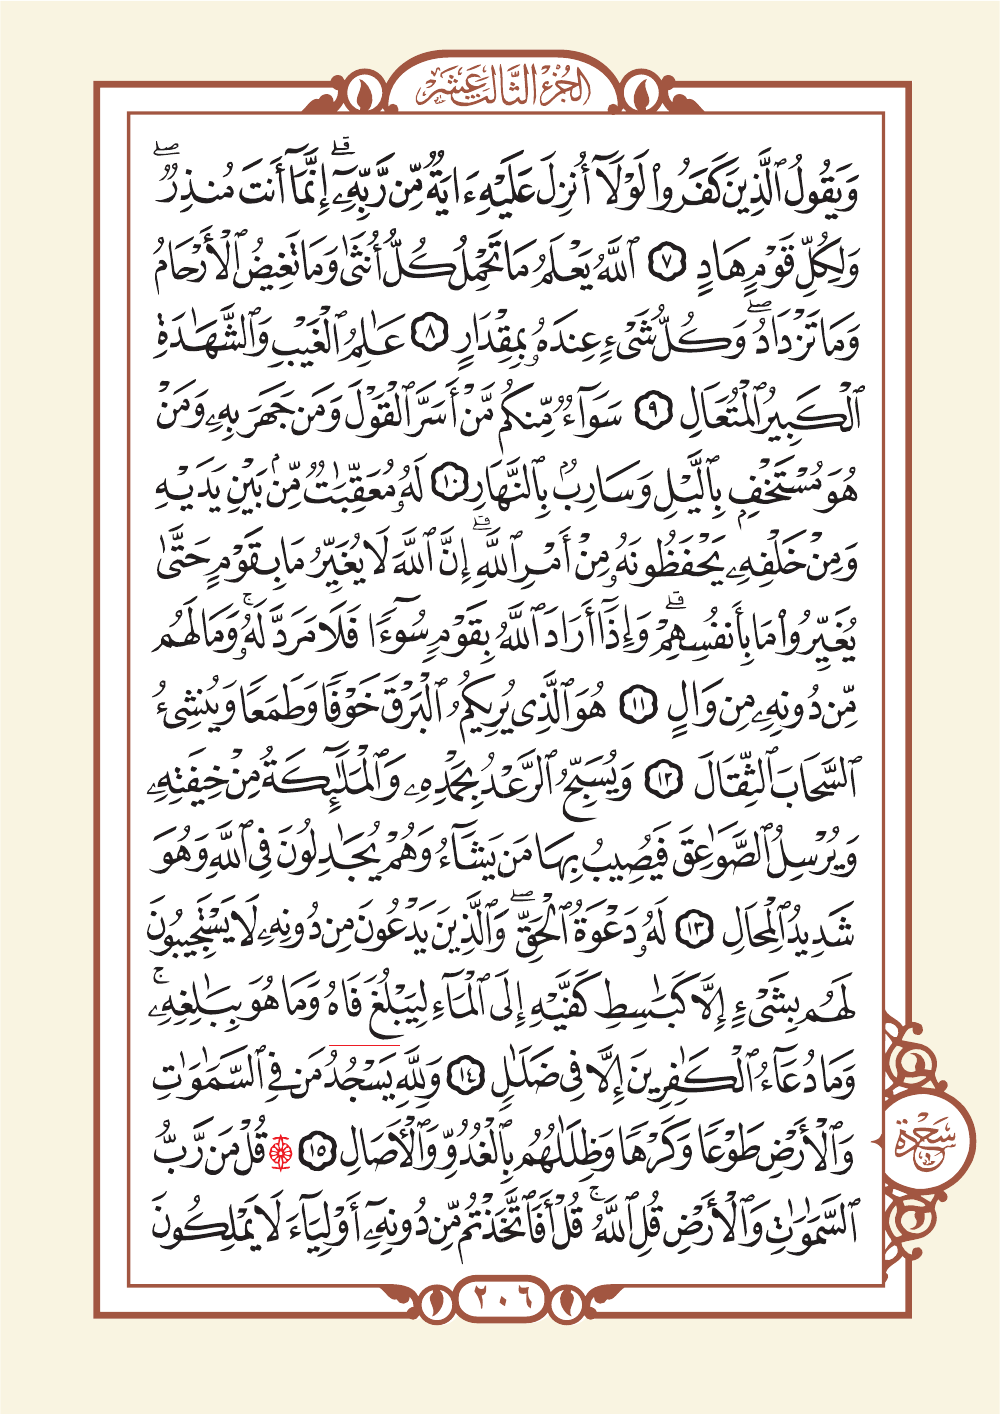 الجزء الثالث عشر
وَيَقُولُ ٱلَّذِينَ كَفَرُوا۟ لَوْلَآ أُنزِلَ عَلَيْهِ ءَايَةٌ مِّن رَّبِّهِۦٓ ۗ إِنَّمَآ أَنتَ مُنذِرٌ ۖ
وَلِكُلِّ قَوْمٍ هَادٍ ٧ ٱللَّهُ يَعْلَمُ مَا تَحْمِلُ كُلُّ أُنثَىٰ وَمَا تَغِيضُ ٱلْأَرْحَامُ
وَمَا تَزْدَادُ ۖ وَكُلُّ شَىْءٍ عِندَهُۥ بِمِقْدَارٍ ٨ عَـٰلِمُ ٱلْغَيْبِ وَٱلشَّهَـٰدَةِ
ٱلْكَبِيرُ ٱلْمُتَعَالِ ٩ سَوَآءٌ مِّنكُم مَّنْ أَسَرَّ ٱلْقَوْلَ وَمَن جَهَرَ بِهِۦ وَمَنْ
هُوَ مُسْتَخْفٍۭ بِٱلَّيْلِ وَسَارِبٌۢ بِٱلنَّهَارِ ١٠ لَهُۥ مُعَقِّبَـٰتٌ مِّنۢ بَيْنِ يَدَيْهِ
وَمِنْ خَلْفِهِۦ يَحْفَظُونَهُۥ مِنْ أَمْرِ ٱللَّهِ ۗ إِنَّ ٱللَّهَ لَا يُغَيِّرُ مَا بِقَوْمٍ حَتَّىٰ
يُغَيِّرُوا۟ مَا بِأَنفُسِهِمْ ۗ وَإِذَآ أَرَادَ ٱللَّهُ بِقَوْمٍ سُوٓءًا فَلَا مَرَدَّ لَهُۥ ۚ وَمَا لَهُم
مِّن دُونِهِۦ مِن وَالٍ ١١ هُوَ ٱلَّذِى يُرِيكُمُ ٱلْبَرْقَ خَوْفًا وَطَمَعًا وَيُنشِئُ
ٱلسَّحَابَ ٱلثِّقَالَ ١٢ وَيُسَبِّحُ ٱلرَّعْدُ بِحَمْدِهِۦ وَٱلْمَلَـٰٓئِكَةُ مِنْ خِيفَتِهِۦ
وَيُرْسِلُ ٱلصَّوَٰعِقَ فَيُصِيبُ بِهَا مَن يَشَآءُ وَهُمْ يُجَـٰدِلُونَ فِى ٱللَّهِ وَهُوَ
شَدِيدُ ٱلْمِحَالِ ١٣ لَهُۥ دَعْوَةُ ٱلْحَقِّ ۖ وَٱلَّذِينَ يَدْعُونَ مِن دُونِهِۦ لَا يَسْتَجِيبُونَ
لَهُم بِشَىْءٍ إِلَّا كَبَـٰسِطِ كَفَّيْهِ إِلَى ٱلْمَآءِ لِيَبْلُغَ فَاهُ وَمَا هُوَ بِبَـٰلِغِهِۦ ۚ
وَمَا دُعَآءُ ٱلْكَـٰفِرِينَ إِلَّا فِى ضَلَـٰلٍ ١٤ وَلِلَّهِ يَسْجُدُ مَن فِى ٱلسَّمَـٰوَٰتِ
وَٱلْأَرْضِ طَوْعًا وَكَرْهًا وَظِلَـٰلُهُم بِٱلْغُدُوِّ وَٱلْـَٔاصَالِ ۩ ١٥ قُلْ مَن رَّبُّ
سجدة
ٱلسَّمَـٰوَٰتِ وَٱلْأَرْضِ قُلِ ٱللَّهُ ۚ قُلْ أَفَٱتَّخَذْتُم مِّن دُونِهِۦٓ أَوْلِيَآءَ لَا يَمْلِكُونَ
٢٠٦